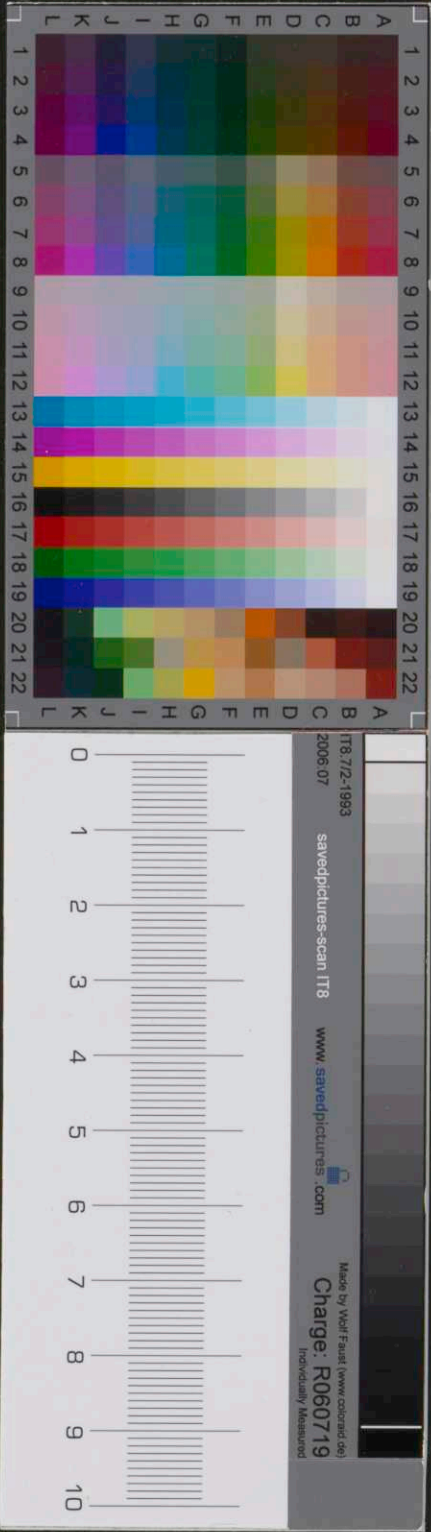 1 2 3 4 5 6 7 8 9 10 11 12 13 14 15 16 17 18 19 20 21 22
A
B
C
D
E
F
G
H
I
J
K
L
1 2 3 4 5 6 7 8 9 10 11 12 13 14 15 16 17 18 19 20 21 22
A
B
C
D
E
F
G
H
I
J
K
L
IT8.7/2-1993
2006:07
savedpictures-scan IT8
www.savedpictures.com
Made by Wolf Faust (www.coloraid.de)
Charge: R060719
Individually Measured
0 1 2 3 4 5 6 7 8 9 10